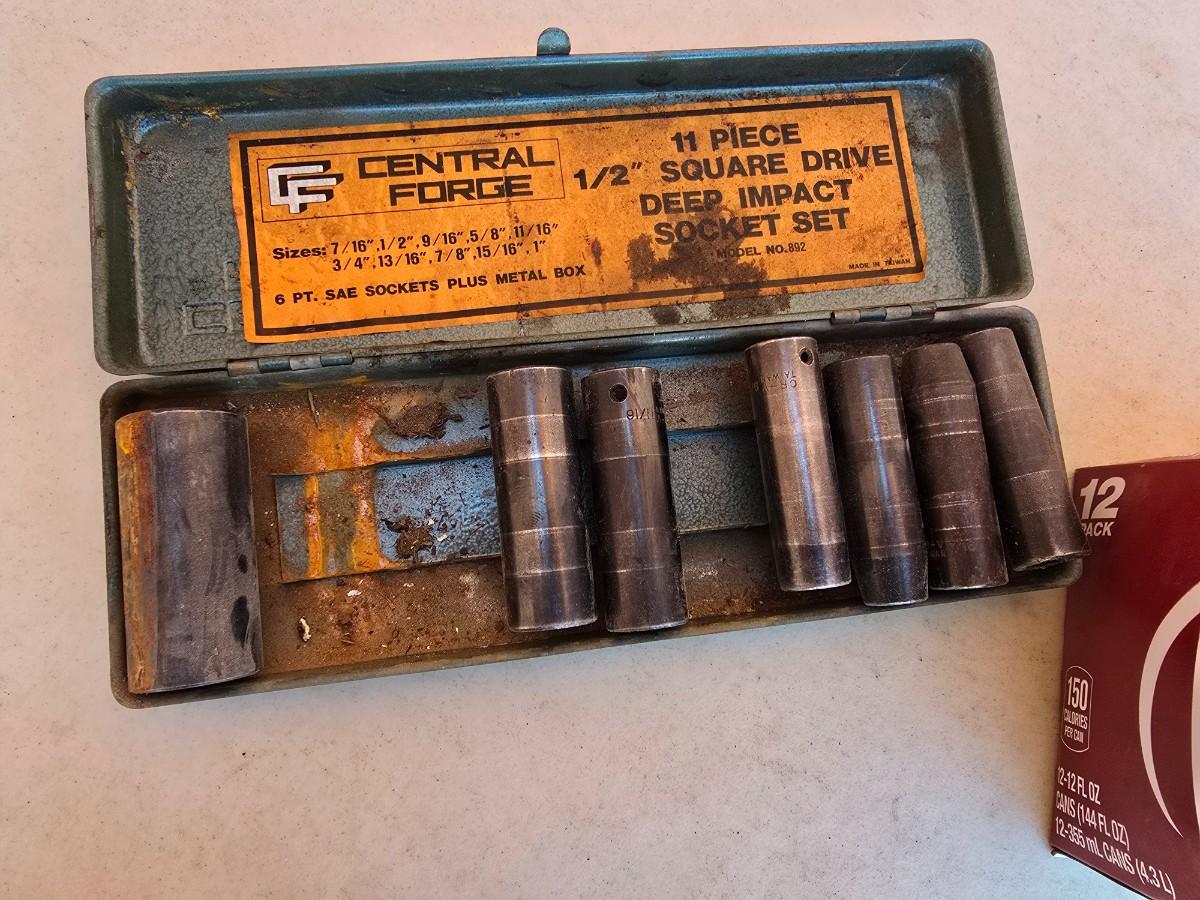 CF
CENTRAL
FORGE
11 PIECE
1/2" SQUARE DRIVE
DEEP IMPACT
SOCKET SET
MODEL NO. 892
Sizes: 7/16", 1/2", 9/16", 5/8", 11/16"
3/4", 13/16", 7/8", 15/16", 1"
6 PT. SAE SOCKETS PLUS METAL BOX
MADE IN TAIWAN
12
PACK
150
CALORIES
PER CAN
12-12 FL OZ
CANS (144 FL OZ)
12-355 mL CANS (4.3 L)